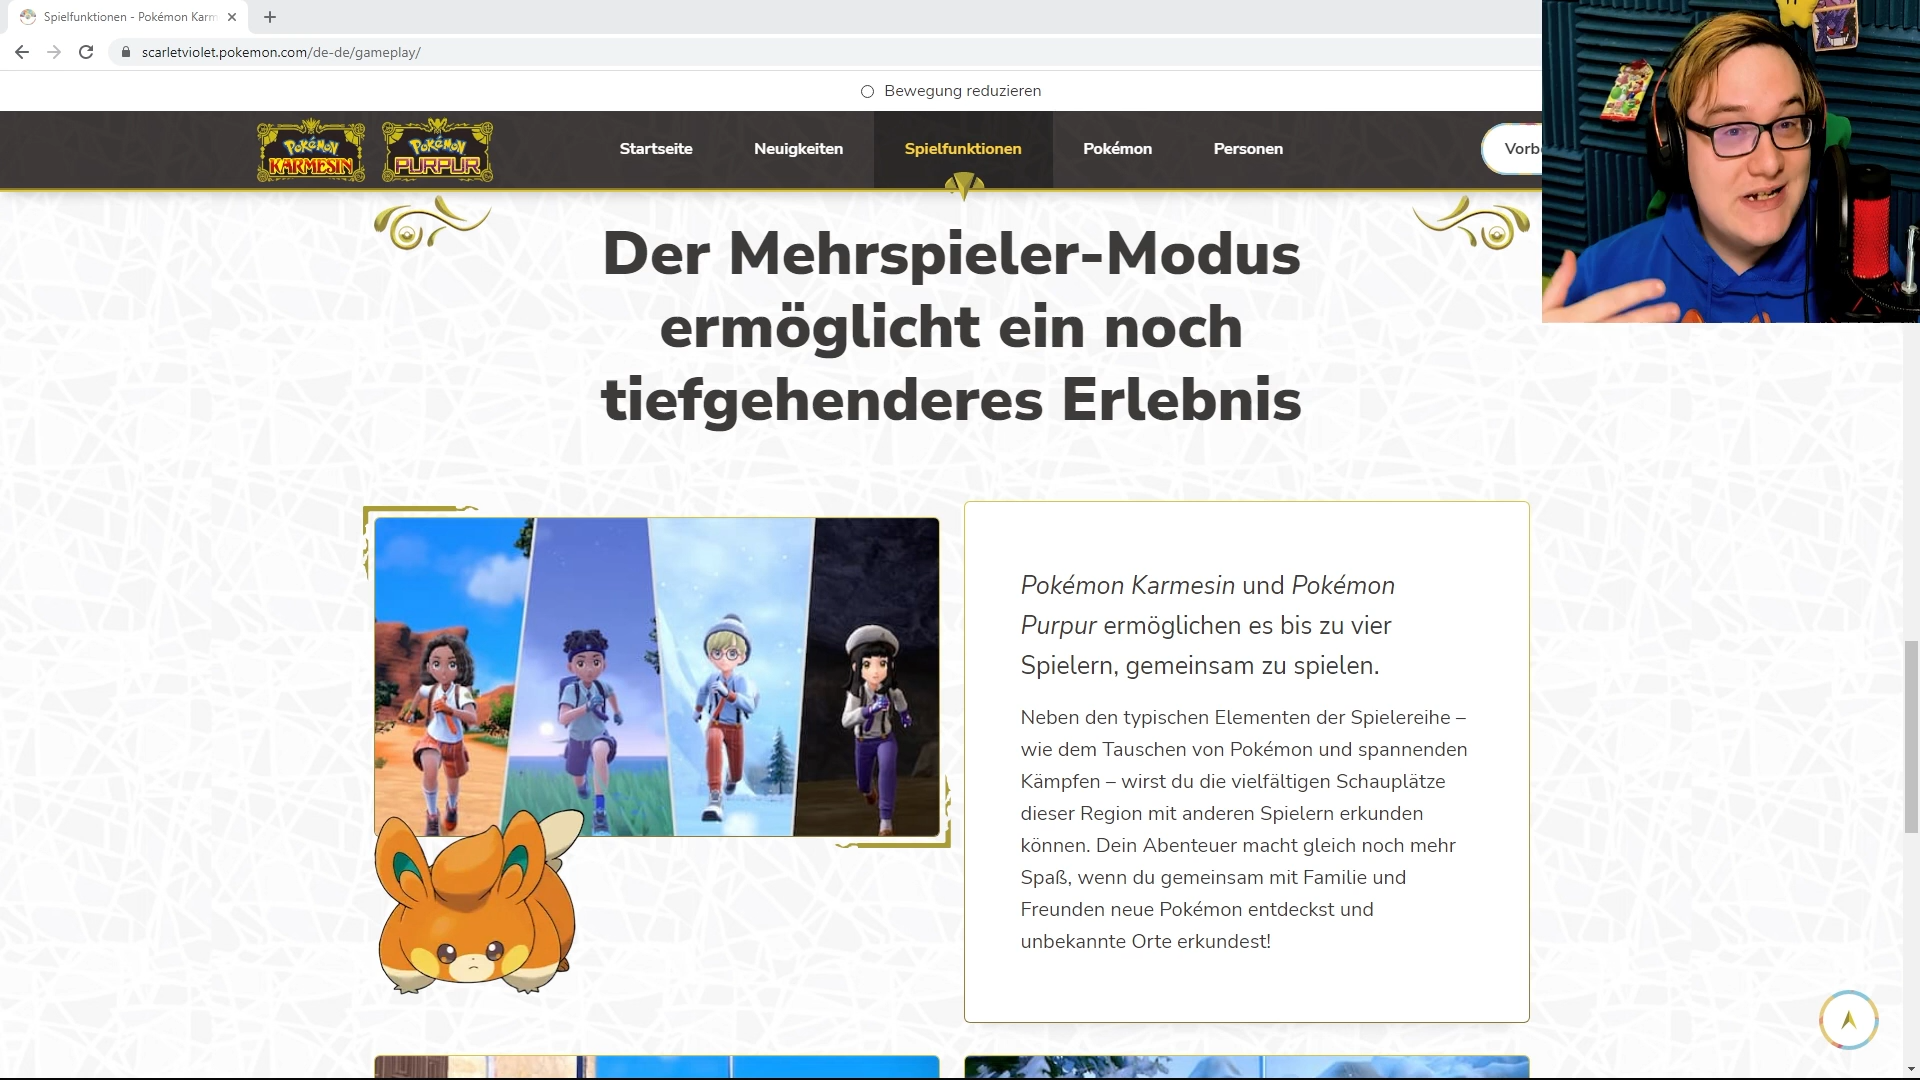 Spielfunktionen - Pokémon Karm
scarletviolet.pokemon.com/de-de/gameplay/
Bewegung reduzieren
Pokémon KARMESIN
Pokémon PURPUR
Startseite
Neuigkeiten
Spielfunktionen
Pokémon
Personen
Vorb
Der Mehrspieler-Modus
ermöglicht ein noch
tiefgehenderes Erlebnis
Pokémon Karmesin und Pokémon
Purpur ermöglichen es bis zu vier
Spielern, gemeinsam zu spielen.
Neben den typischen Elementen der Spielereihe –
wie dem Tauschen von Pokémon und spannenden
Kämpfen – wirst du die vielfältigen Schauplätze
dieser Region mit anderen Spielern erkunden
können. Dein Abenteuer macht gleich noch mehr
Spaß, wenn du gemeinsam mit Familie und
Freunden neue Pokémon entdeckst und
unbekannte Orte erkundest!